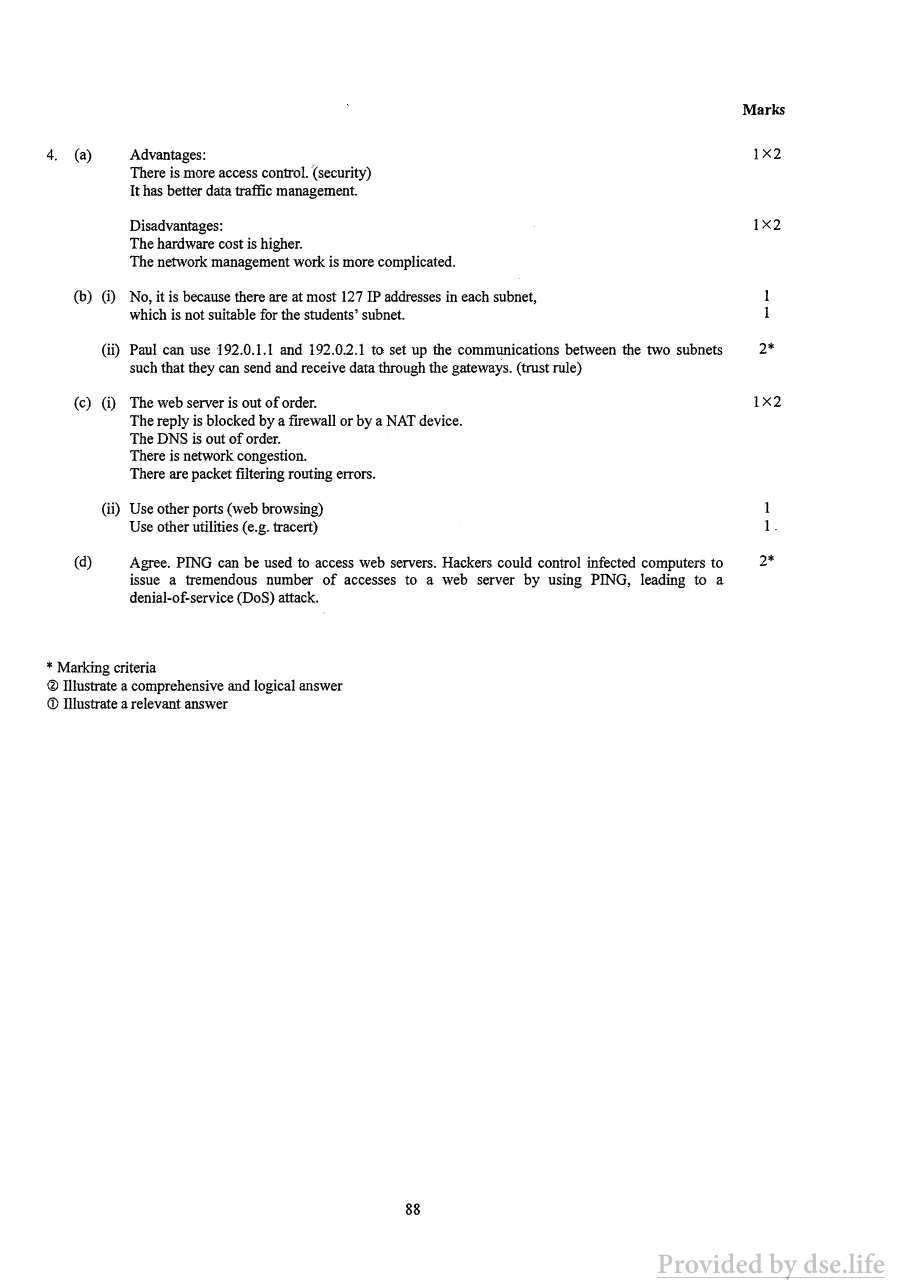 Marks
4. (a) Advantages: 1×2
There is more access control. (security)
It has better data traffic management.
Disadvantages: 1×2
The hardware cost is higher.
The network management work is more complicated.
(b) (i) No, it is because there are at most 127 IP addresses in each subnet, 1
which is not suitable for the students' subnet. 1
(ii) Paul can use 192.0.1.1 and 192.0.2.1 to set up the communications between the two subnets 2*
such that they can send and receive data through the gateways. (trust rule)
(c) (i) The web server is out of order. 1×2
The reply is blocked by a firewall or by a NAT device.
The DNS is out of order.
There is network congestion.
There are packet filtering routing errors.
(ii) Use other ports (web browsing) 1
Use other utilities (e.g. tracert) 1
(d) Agree. PING can be used to access web servers. Hackers could control infected computers to 2*
issue a tremendous number of accesses to a web server by using PING, leading to a
denial-of-service (DoS) attack.
* Marking criteria
② Illustrate a comprehensive and logical answer
① Illustrate a relevant answer
88
Provided by dse.life